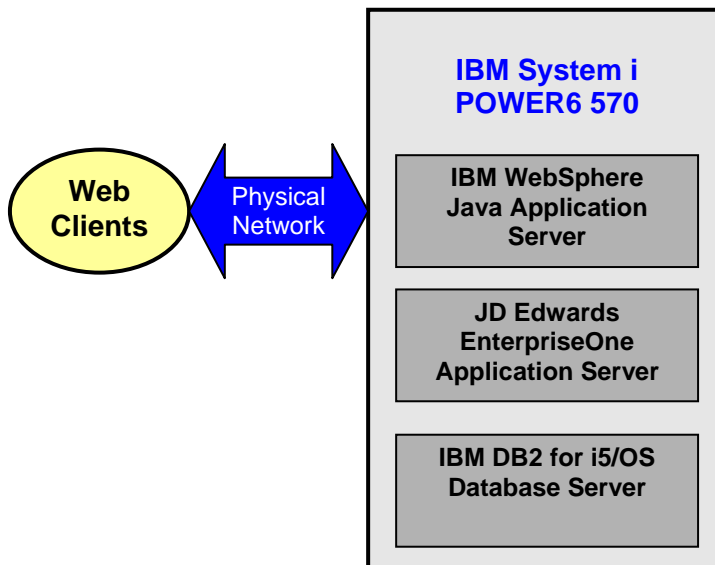 IBM System i
POWER6 570
Web
Clients
Physical
Network
IBM WebSphere
Java Application
Server
JD Edwards
EnterpriseOne
Application Server
IBM DB2 for i5/OS
Database Server